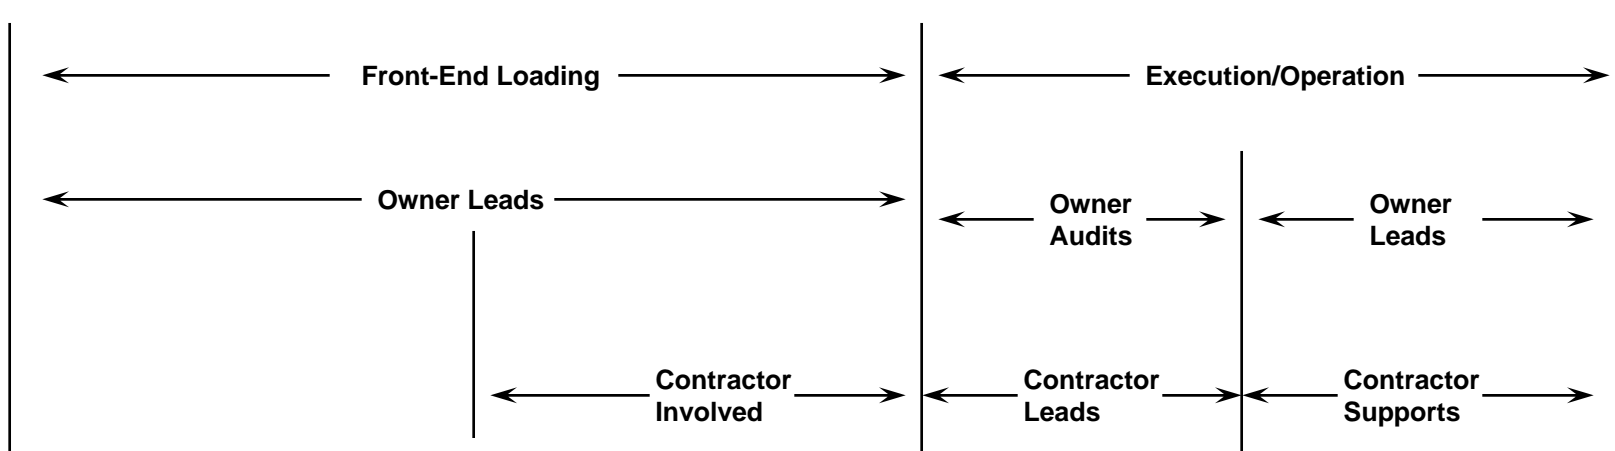 Front-End Loading
Execution/Operation
Owner Leads
Owner
Audits
Owner
Leads
Contractor
Involved
Contractor
Leads
Contractor
Supports